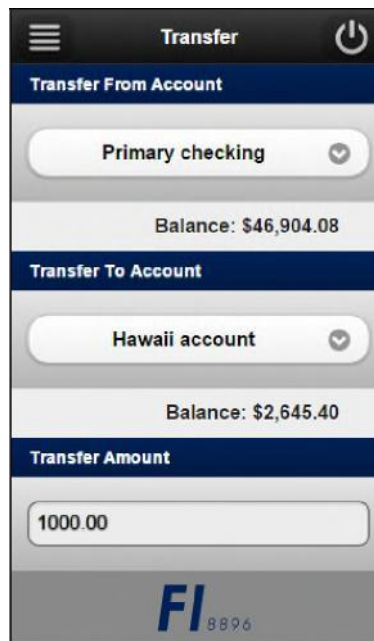 Transfer
Transfer From Account
Primary checking
Balance: $46,904.08
Transfer To Account
Hawaii account
Balance: $2,645.40
Transfer Amount
1000.00
FI 8896